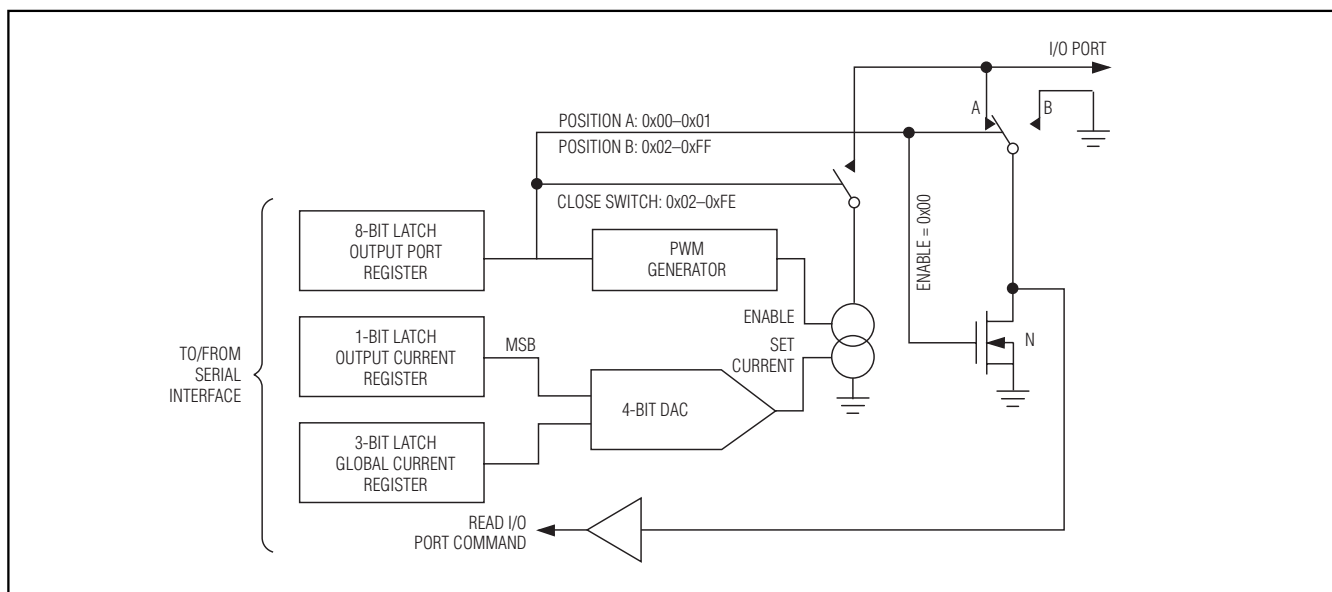 I/O PORT
A
B
POSITION A: 0x00–0x01
POSITION B: 0x02–0xFF
CLOSE SWITCH: 0x02–0xFE
ENABLE = 0x00
8-BIT LATCH
OUTPUT PORT
REGISTER
PWM
GENERATOR
ENABLE
SET
CURRENT
N
TO/FROM
SERIAL
INTERFACE
1-BIT LATCH
OUTPUT CURRENT
REGISTER
MSB
4-BIT DAC
3-BIT LATCH
GLOBAL CURRENT
REGISTER
READ I/O
PORT COMMAND